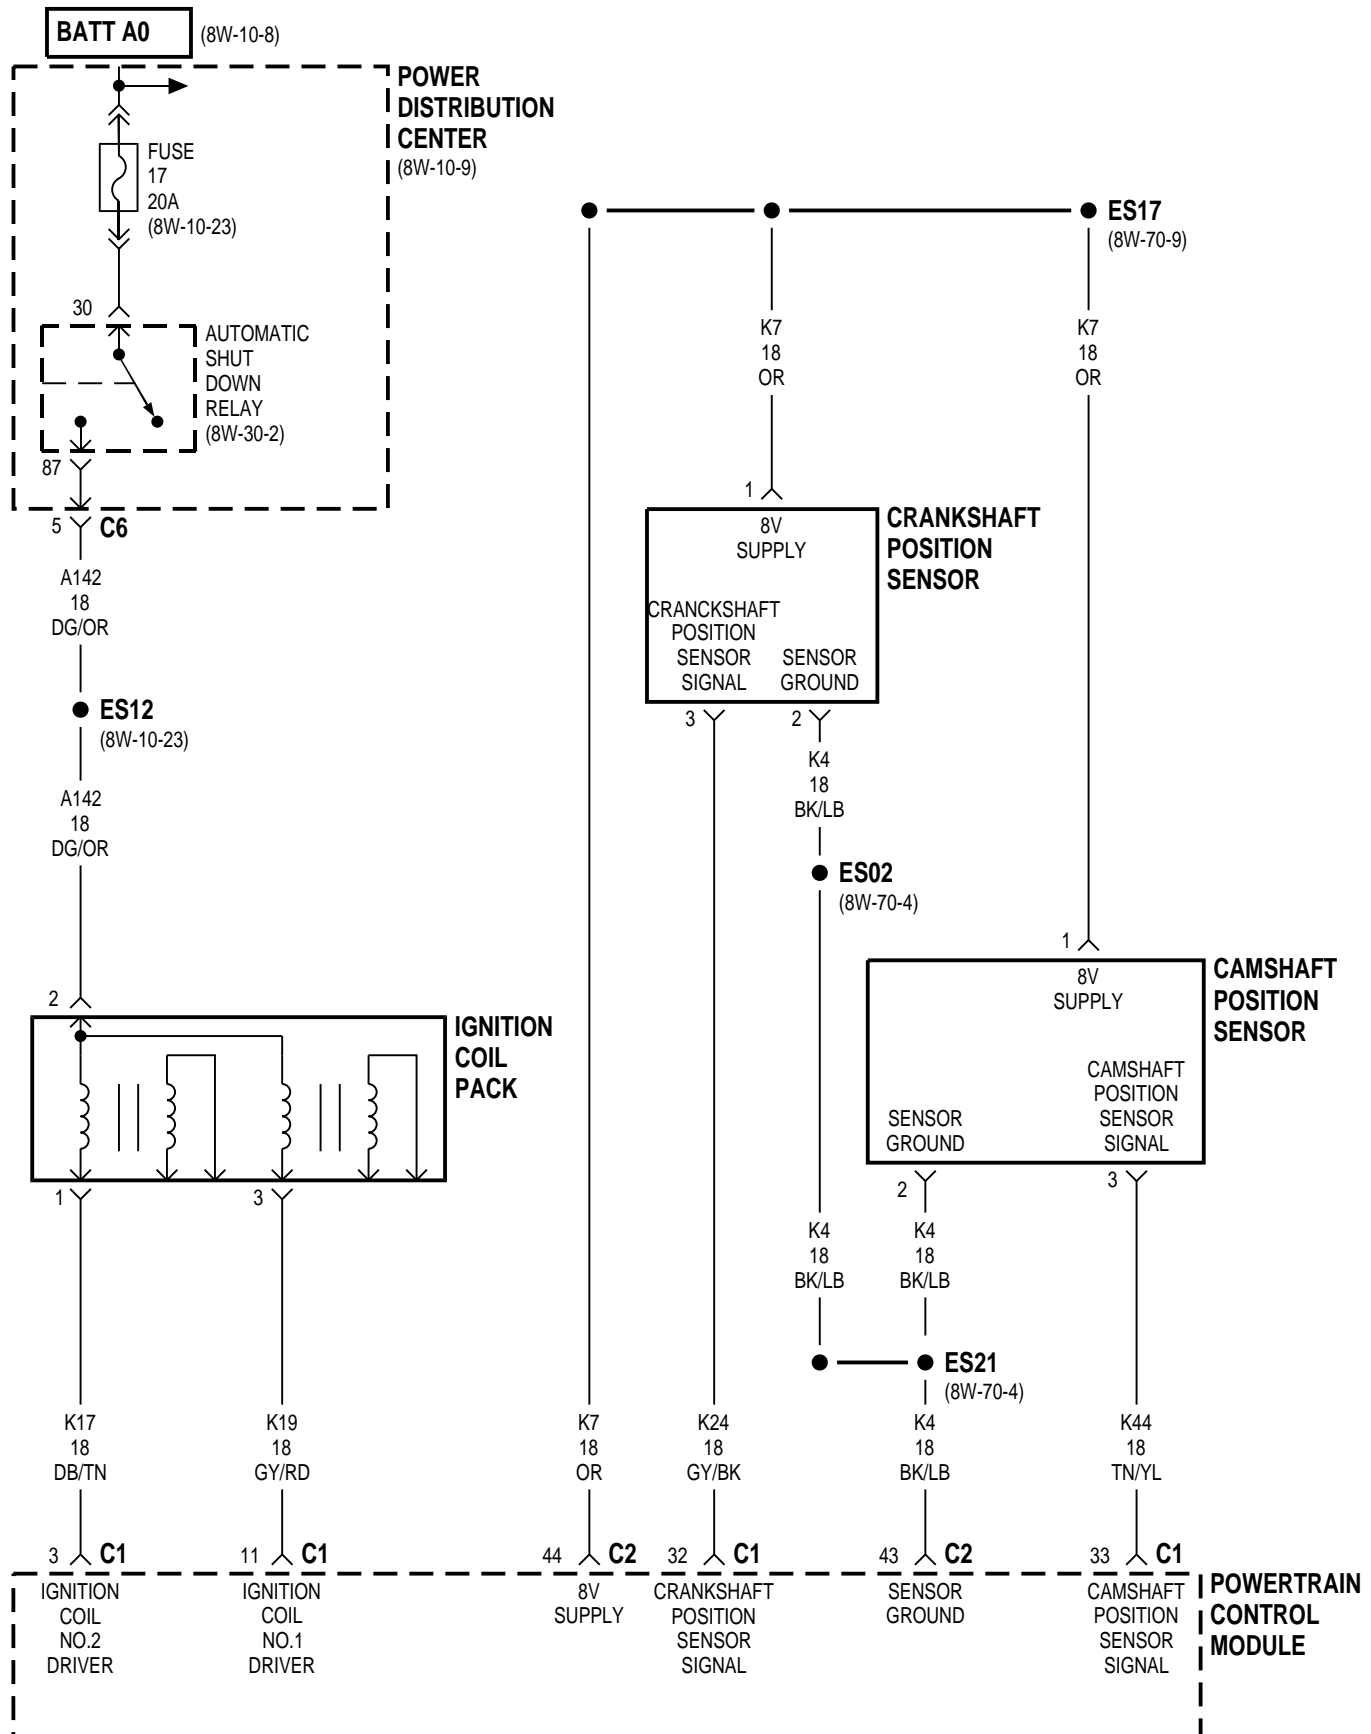 BATT A0 (8W-10-8)
POWER
DISTRIBUTION
CENTER
(8W-10-9)
FUSE
17
20A
(8W-10-23)
30
AUTOMATIC
SHUT
DOWN
RELAY
(8W-30-2)
87
5 C6
A142
18
DG/OR
ES12
(8W-10-23)
A142
18
DG/OR
2
IGNITION
COIL
PACK
1 3
K17
18
DB/TN
K19
18
GY/RD
ES17
(8W-70-9)
K7
18
OR
K7
18
OR
1
8V
SUPPLY
CRANKSHAFT
POSITION
SENSOR
CRANCKSHAFT
POSITION
SENSOR
SIGNAL
SENSOR
GROUND
3 2
K4
18
BK/LB
ES02
(8W-70-4)
1
8V
SUPPLY
CAMSHAFT
POSITION
SENSOR
CAMSHAFT
POSITION
SENSOR
SIGNAL
SENSOR
GROUND
2 3
K4
18
BK/LB
K4
18
BK/LB
ES21
(8W-70-4)
K7
18
OR
K24
18
GY/BK
K4
18
BK/LB
K44
18
TN/YL
3 C1 11 C1 44 C2 32 C1 43 C2 33 C1
IGNITION
COIL
NO.2
DRIVER
IGNITION
COIL
NO.1
DRIVER
8V
SUPPLY
CRANKSHAFT
POSITION
SENSOR
SIGNAL
SENSOR
GROUND
CAMSHAFT
POSITION
SENSOR
SIGNAL
POWERTRAIN
CONTROL
MODULE